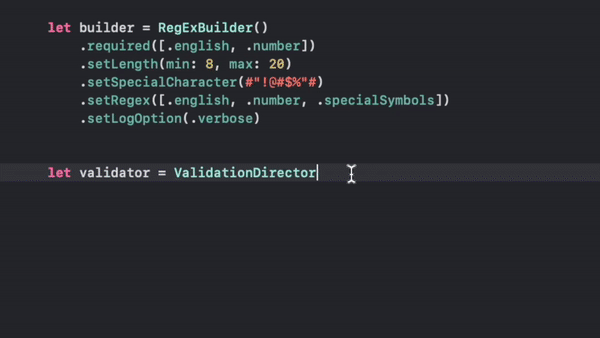 let builder = RegExBuilder()
.required([.english, .number])
.setLength(min: 8, max: 20)
.setSpecialCharacter(#"!@#$%"#)
.setRegex([.english, .number, .specialSymbols])
.setLogOption(.verbose)
let validator = ValidationDirector